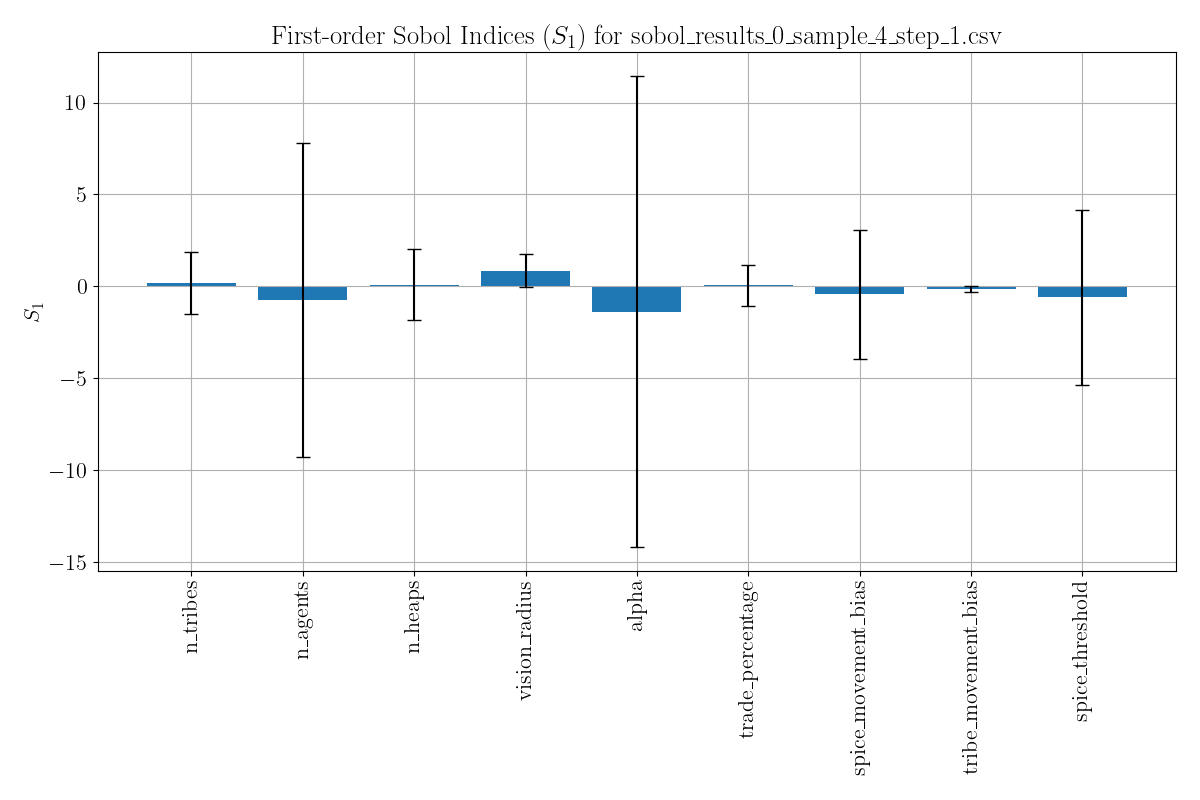 First-order Sobol Indices (S₁) for sobol_results_0_sample_4_step_1.csv
10
5
0
−5
−10
−15
S₁
n_tribes
n_agents
n_heaps
vision_radius
alpha
trade_percentage
spice_movement_bias
tribe_movement_bias
spice_threshold